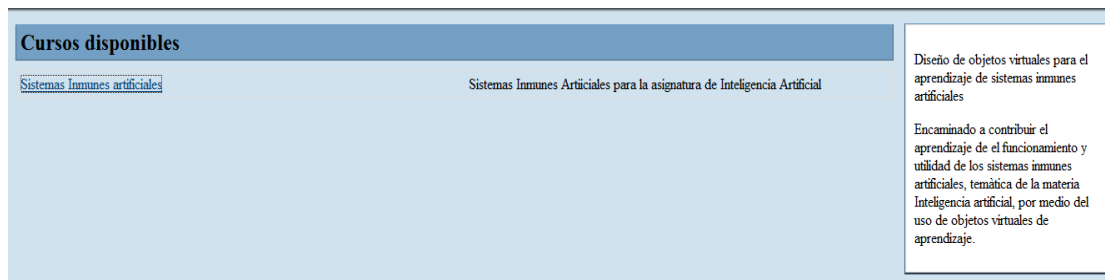 Cursos disponibles
Sistemas Inmunes artificiales
Sistemas Inmunes Artiiciales para la asignatura de Inteligencia Artificial
Diseño de objetos virtuales para el
aprendizaje de sistemas inmunes
artificiales
Encaminado a contribuir el
aprendizaje de el funcionamiento y
utilidad de los sistemas inmunes
artificiales, temàtica de la materia
Inteligencia artificial, por medio del
uso de objetos virtuales de
aprendizaje.